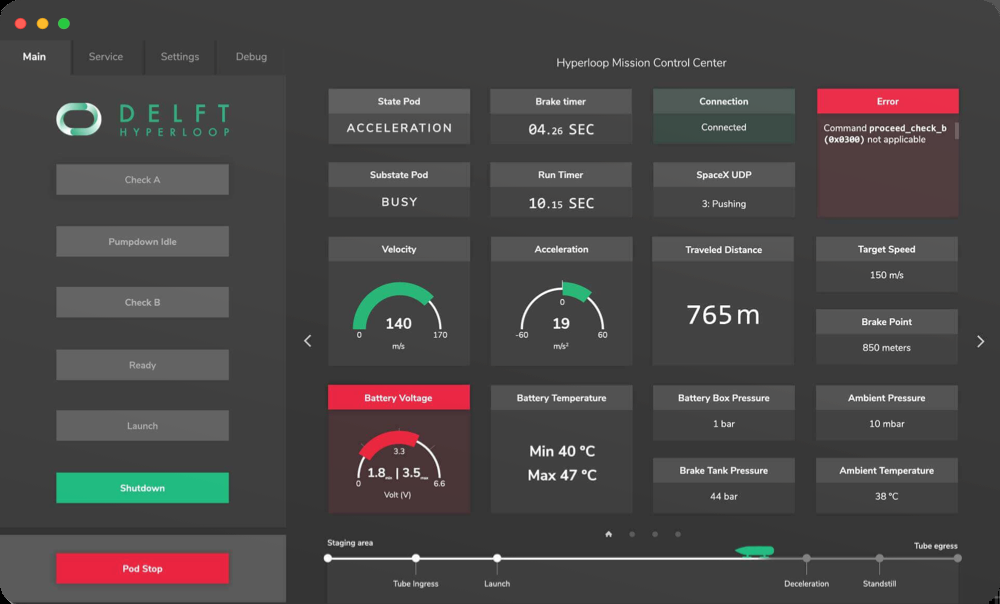 Main
Service
Settings
Debug
DELFT
HYPERLOOP
Check A
Pumpdown Idle
Check B
Ready
Launch
Shutdown
Pod Stop
Hyperloop Mission Control Center
State Pod
ACCELERATION
Brake timer
04.26 SEC
Connection
Connected
Error
Command proceed_check_b
(0x0300) not applicable
Substate Pod
BUSY
Run Timer
10.15 SEC
SpaceX UDP
3: Pushing
Velocity
140
0
170
m/s
Acceleration
0
19
-60
60
m/s²
Traveled Distance
765m
Target Speed
150 m/s
Brake Point
850 meters
Battery Voltage
3.3
1.8min | 3.5max
0
6.6
Volt (V)
Battery Temperature
Min 40 °C
Max 47 °C
Battery Box Pressure
1 bar
Ambient Pressure
10 mbar
Brake Tank Pressure
44 bar
Ambient Temperature
38 °C
Staging area
Tube egress
Tube Ingress
Launch
Deceleration
Standstill